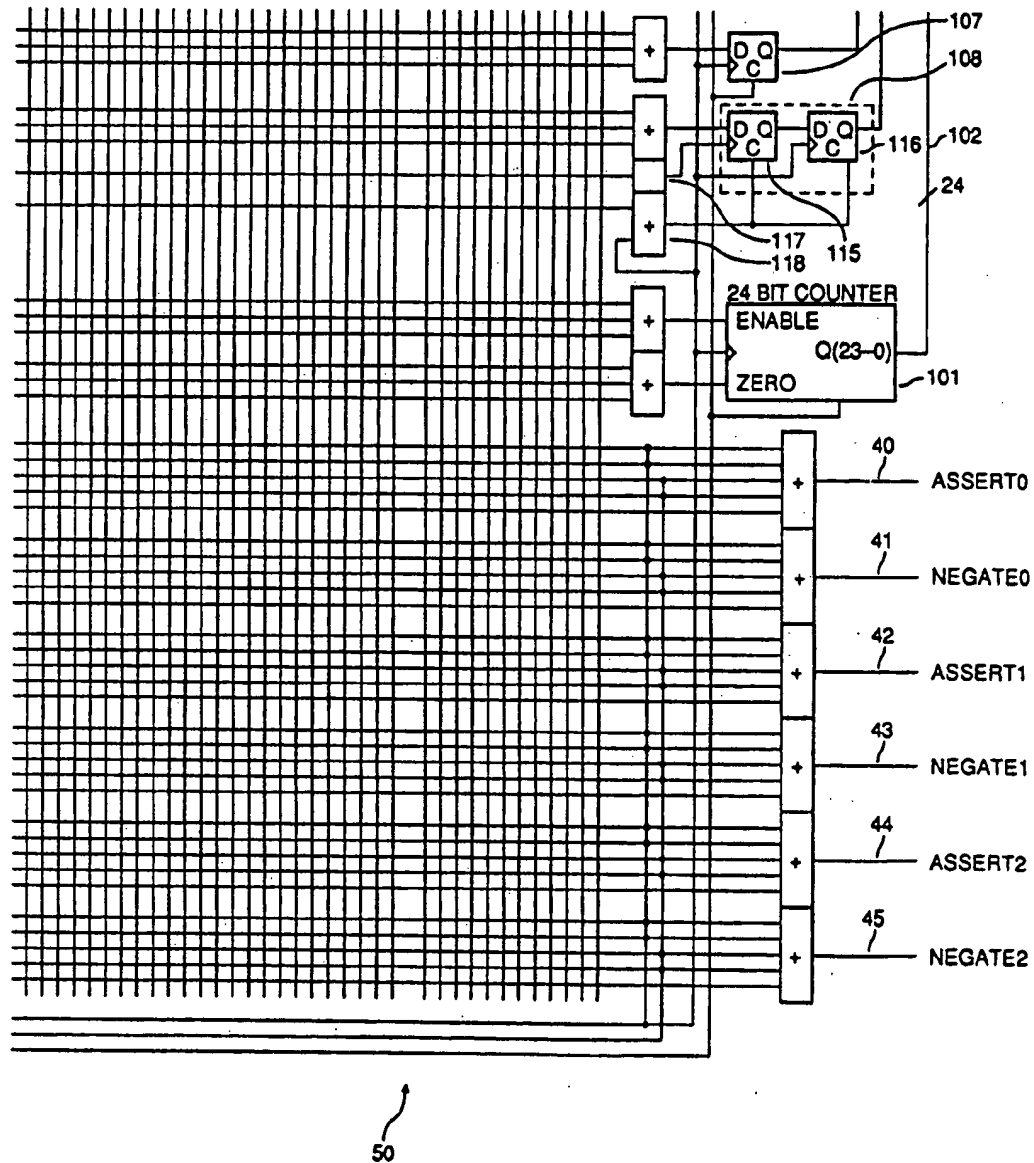 107
+
D Q
C
108
+
D Q
C
D Q
C
116
102
24
+
117
115
118
24 BIT COUNTER
+
ENABLE
Q(23–0)
+
ZERO
101
40
+
ASSERT0
41
+
NEGATE0
42
+
ASSERT1
43
+
NEGATE1
44
+
ASSERT2
45
+
NEGATE2
50